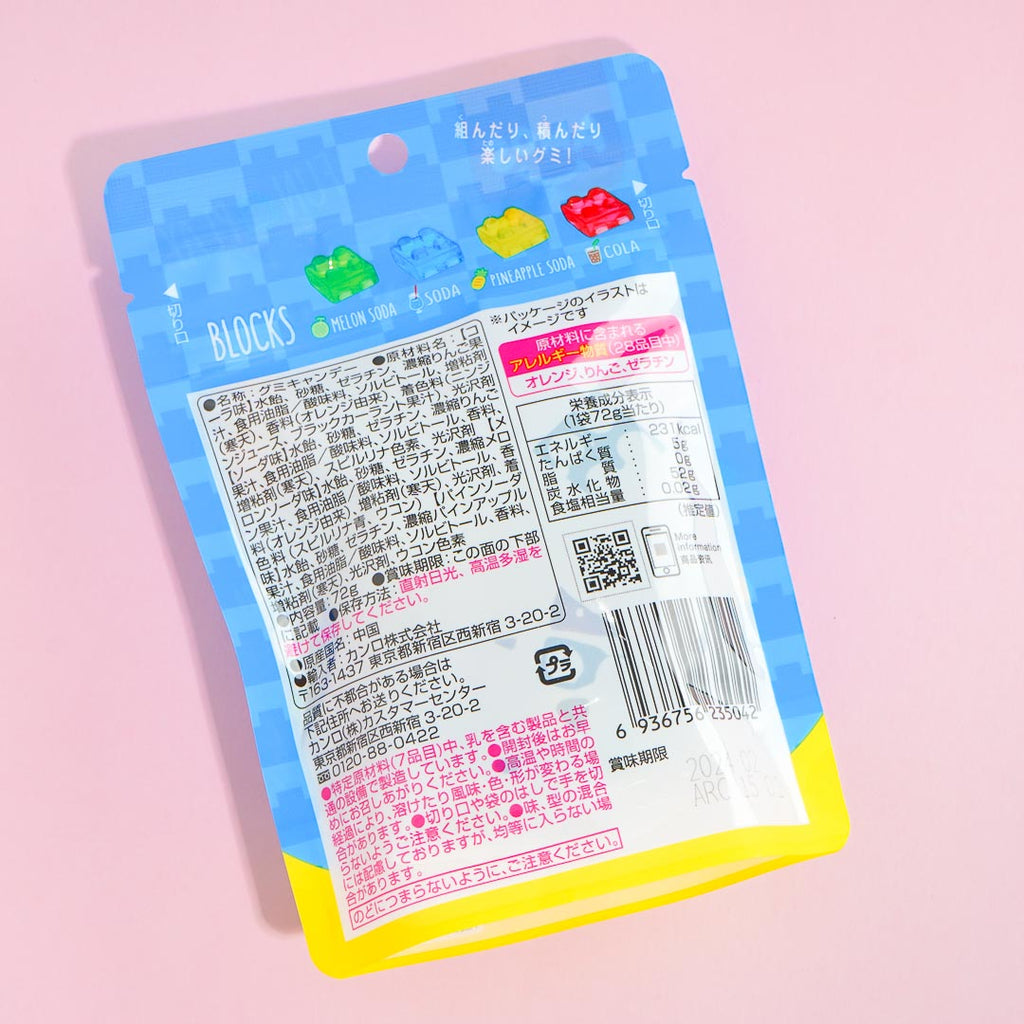 組んだり、積んだり
楽しいグミ!
切り口
切り口
BLOCKS
MELON SODA
SODA
PINEAPPLE SODA
COLA
※パッケージのイラストは
イメージです
●名称:グミキャンデー ●原材料名:【コ
ーラ味】水飴、砂糖、ゼラチン、濃縮りんご果
汁、食用油脂/酸味料、ソルビトール、増粘剤
(寒天)、香料(オレンジ由来)、着色料(ニンジ
ンジュース、ブラックカーラント果汁)、光沢剤
【ソーダ味】水飴、砂糖、ゼラチン、濃縮りんご
果汁、食用油脂/酸味料、ソルビトール、香料、
増粘剤(寒天)、スピルリナ色素、光沢剤 【メ
ロンソーダ味】水飴、砂糖、ゼラチン、濃縮メロ
ン果汁、食用油脂/酸味料、ソルビトール、香
料(オレンジ由来)、増粘剤(寒天)、光沢剤、着
色料(スピルリナ青、ウコン) 【パインソーダ
味】水飴、砂糖、ゼラチン、濃縮パインアップル
果汁、食用油脂/酸味料、ソルビトール、香料、
増粘剤(寒天)、光沢剤、ウコン色素
●内容量:72g ●賞味期限:この面の下部
に記載 ●保存方法:直射日光、高温多湿を
避けて保存してください。
●原産国名:中国
●輸入者:カンロ株式会社
〒163-1437 東京都新宿区西新宿 3-20-2
原材料に含まれる
アレルギー物質(28品目中)
オレンジ、りんご、ゼラチン
栄養成分表示
(1袋72g当たり)
エネルギー : 231kcal
たんぱく質 : 5g
脂質 : 0g
炭水化物 : 52g
食塩相当量 : 0.02g
(推定値)
More
information
商品资讯
プラ
品質に不都合がある場合は
下記住所へお送りください。
カンロ(株)カスタマーセンター
東京都新宿区西新宿 3-20-2
0120-88-0422
6 936756 235042
賞味期限
●特定原材料(7品目)中、乳を含む製品と共
通の設備で製造しています。●開封後はお早
めにお召しあがりください。●高温や時間の
経過により、溶けたり風味・色・形が変わる場
合があります。●切り口や袋のはしで手を切
らないようご注意ください。●味、型の混合
には配慮しておりますが、均等に入らない場
合があります。
のどにつまらないように、ご注意ください。